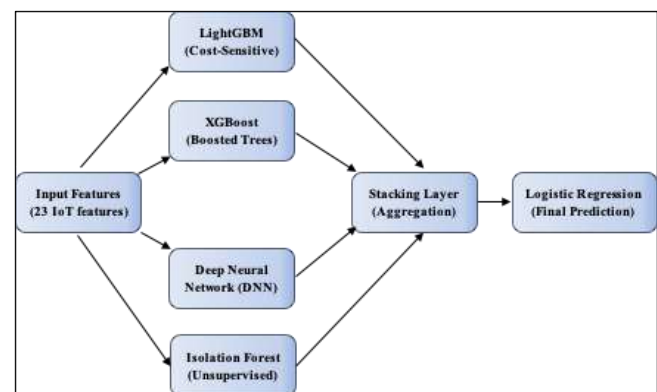 LightGBM
(Cost-Sensitive)
XGBoost
(Boosted Trees)
Input Features
(23 IoT features)
Stacking Layer
(Aggregation)
Logistic Regression
(Final Prediction)
Deep Neural
Network (DNN)
Isolation Forest
(Unsupervised)